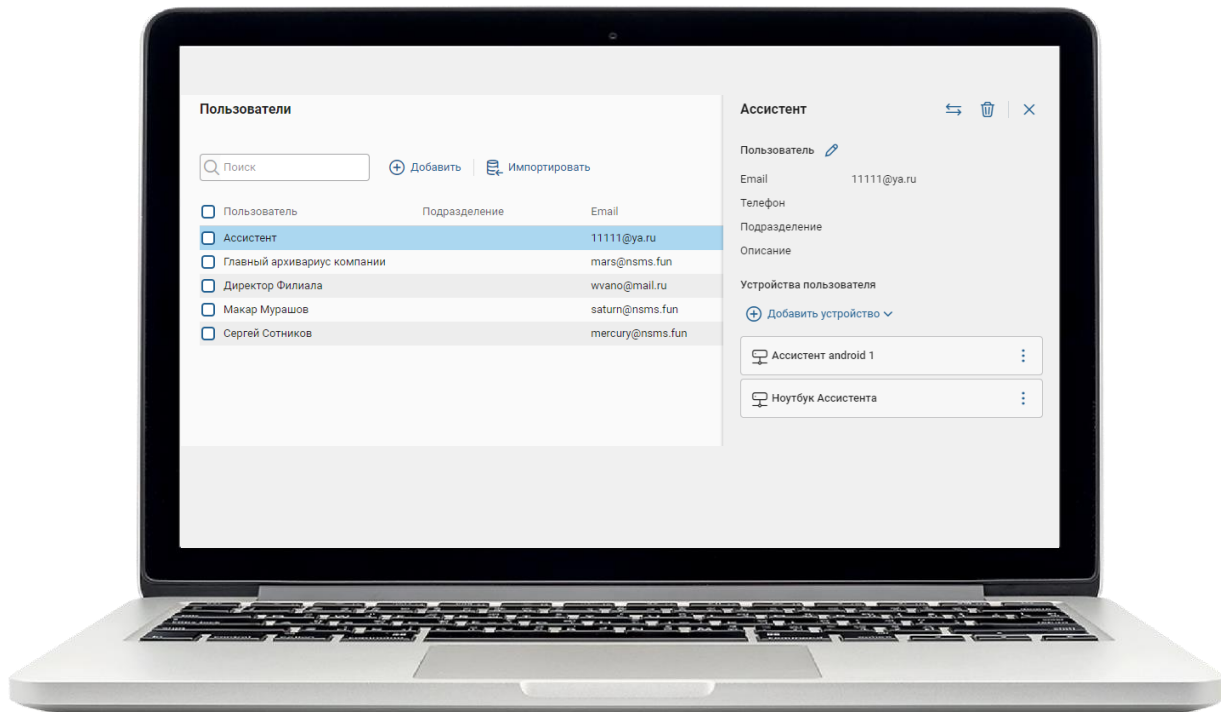 Пользователи
Поиск
Добавить
Импортировать
Пользователь Подразделение Email
Ассистент 11111@ya.ru
Главный архивариус компании mars@nsms.fun
Директор Филиала wvano@mail.ru
Макар Мурашов saturn@nsms.fun
Сергей Сотников mercury@nsms.fun
Ассистент
Пользователь
Email 11111@ya.ru
Телефон
Подразделение
Описание
Устройства пользователя
Добавить устройство
Ассистент android 1
Ноутбук Ассистента